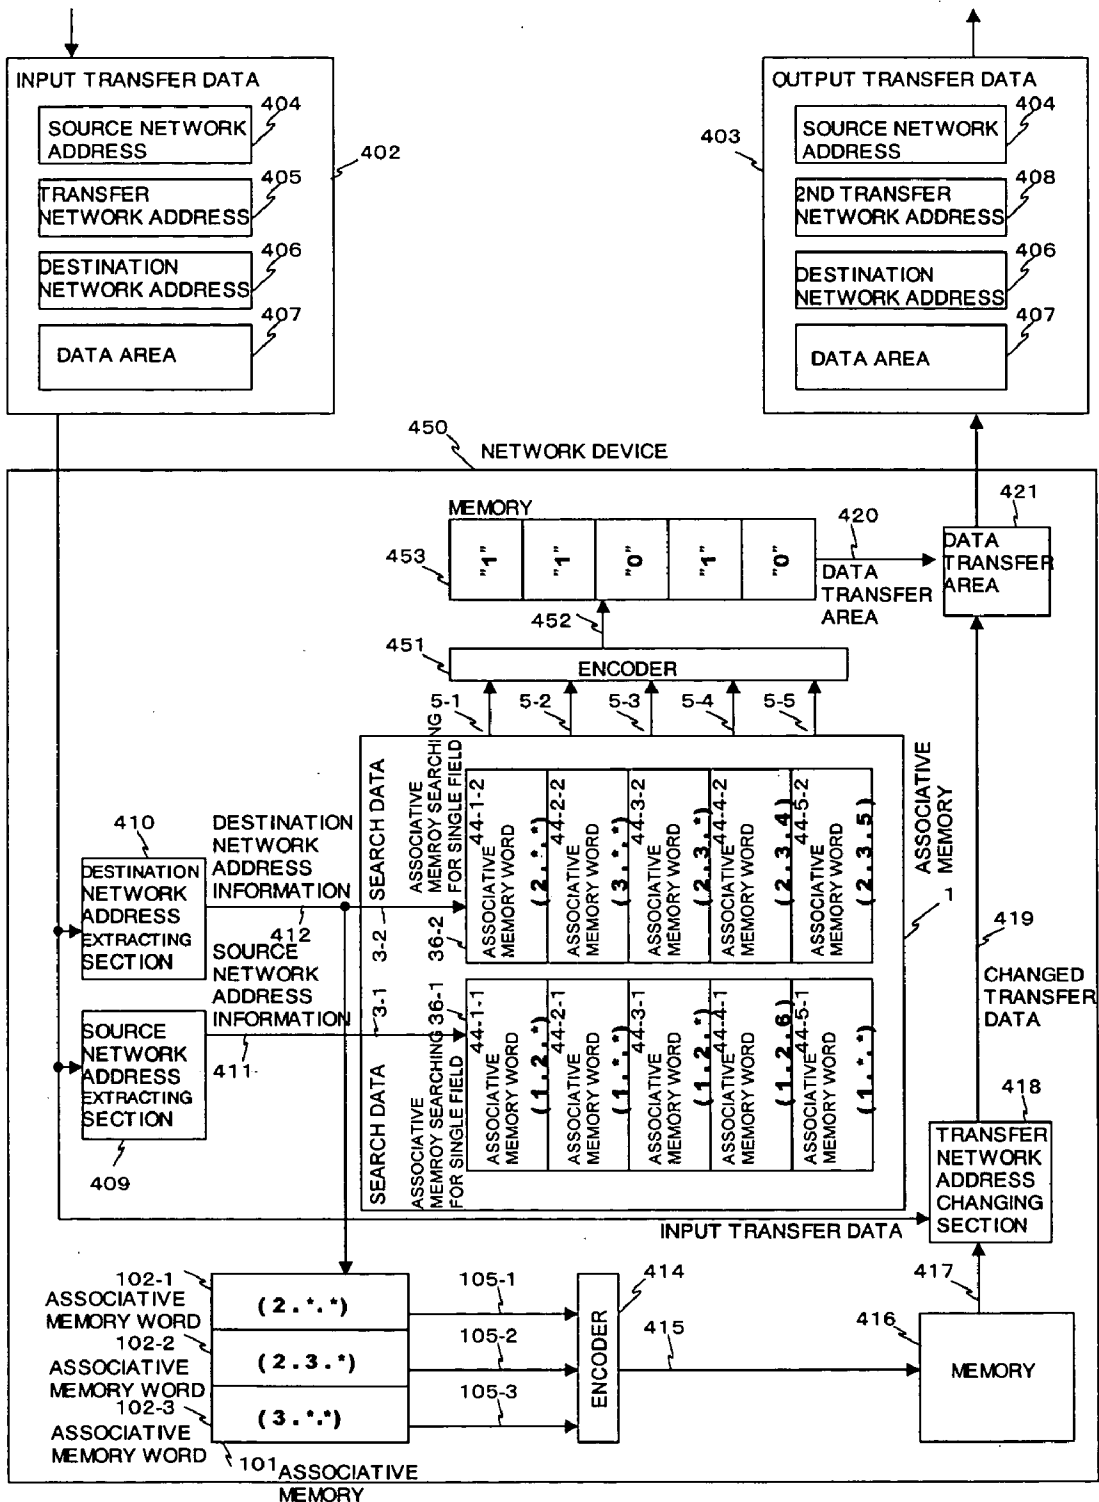 INPUT TRANSFER DATA
404
SOURCE NETWORK
ADDRESS
402
405
TRANSFER
NETWORK ADDRESS
406
DESTINATION
NETWORK ADDRESS
407
DATA AREA
OUTPUT TRANSFER DATA
404
SOURCE NETWORK
ADDRESS
403
408
2ND TRANSFER
NETWORK ADDRESS
406
DESTINATION
NETWORK ADDRESS
407
DATA AREA
450
NETWORK DEVICE
MEMORY
453
"1"
"1"
"0"
"1"
"0"
420
DATA
TRANSFER
AREA
421
DATA
TRANSFER
AREA
452
451
ENCODER
5-1
5-2
5-3
5-4
5-5
SEARCH DATA
3-2
ASSOCIATIVE
MEMROY SEARCHING
FOR SINGLE FIELD
36-2
44-1-2
ASSOCIATIVE
MEMORY WORD
(2.*.*)
44-2-2
ASSOCIATIVE
MEMORY WORD
(3.*.*)
44-3-2
ASSOCIATIVE
MEMORY WORD
(2.3.*)
44-4-2
ASSOCIATIVE
MEMORY WORD
(2.3.4)
44-5-2
ASSOCIATIVE
MEMORY WORD
(2.3.5)
ASSOCIATIVE
MEMORY
1
410
DESTINATION
NETWORK
ADDRESS
EXTRACTING
SECTION
DESTINATION
NETWORK
ADDRESS
INFORMATION
412
SOURCE
NETWORK
ADDRESS
INFORMATION
411
SOURCE
NETWORK
ADDRESS
EXTRACTING
SECTION
409
SEARCH DATA
3-1
ASSOCIATIVE
MEMROY SEARCHING
FOR SINGLE FIELD
36-1
44-1-1
ASSOCIATIVE
MEMORY WORD
(1.2.*)
44-2-1
ASSOCIATIVE
MEMORY WORD
(1.*.*)
44-3-1
ASSOCIATIVE
MEMORY WORD
(1.2.*)
44-4-1
ASSOCIATIVE
MEMORY WORD
(1.2.6)
44-5-1
ASSOCIATIVE
MEMORY WORD
(1.*.*)
419
CHANGED
TRANSFER
DATA
418
TRANSFER
NETWORK
ADDRESS
CHANGING
SECTION
INPUT TRANSFER DATA
102-1
ASSOCIATIVE
MEMORY WORD
(2.*.*)
102-2
ASSOCIATIVE
MEMORY WORD
(2.3.*)
102-3
ASSOCIATIVE
MEMORY WORD
(3.*.*)
101
ASSOCIATIVE
MEMORY
105-1
105-2
105-3
414
ENCODER
415
417
416
MEMORY